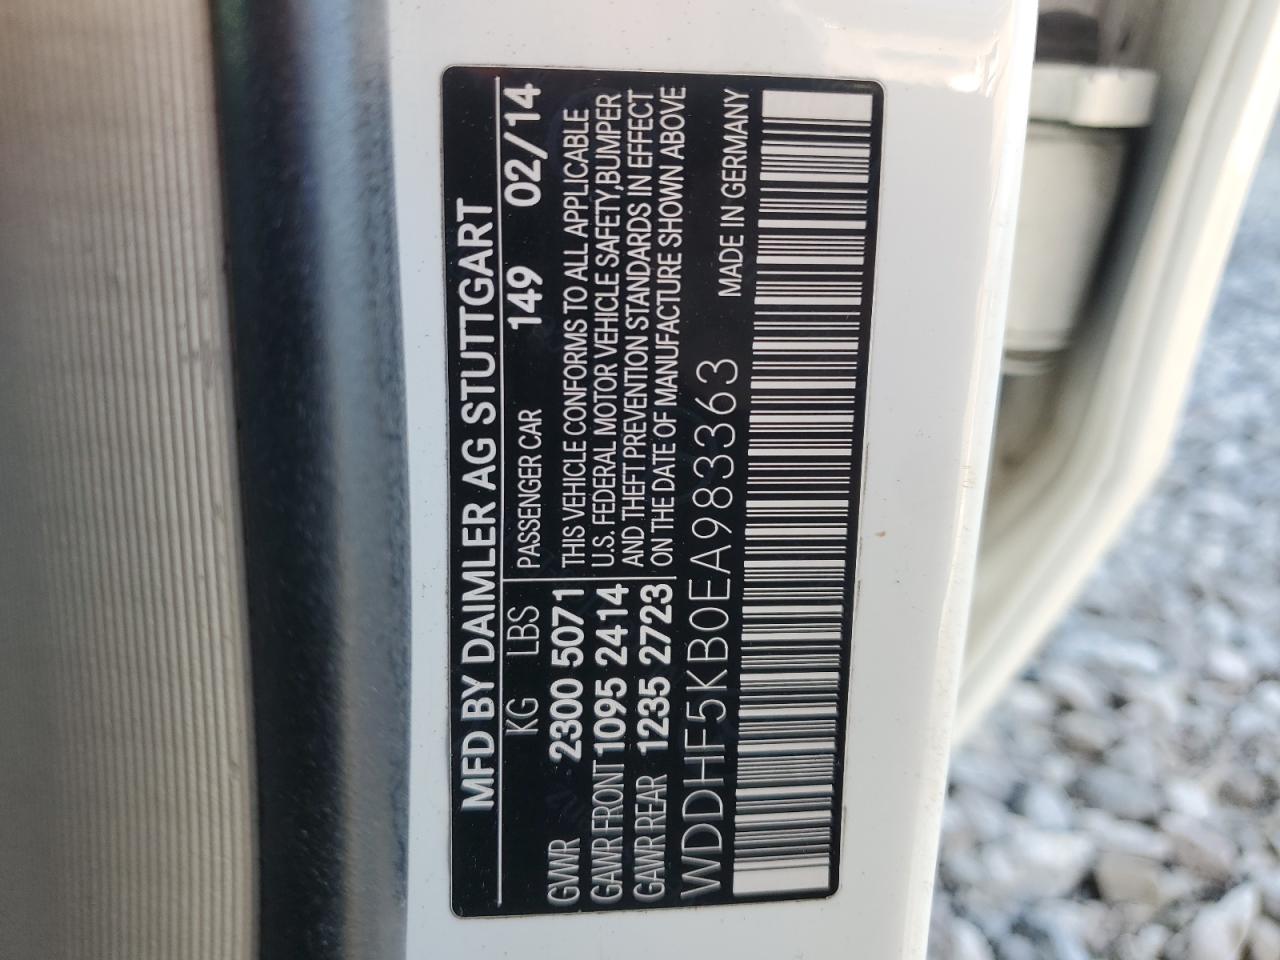 MFD BY DAIMLER AG STUTTGART
KG LBS PASSENGER CAR 149 02/14
GVWR 2300 5071 THIS VEHICLE CONFORMS TO ALL APPLICABLE
GAWR FRONT 1095 2414 U.S. FEDERAL MOTOR VEHICLE SAFETY,BUMPER
GAWR REAR 1235 2723 AND THEFT PREVENTION STANDARDS IN EFFECT
ON THE DATE OF MANUFACTURE SHOWN ABOVE
WDDHF5KB0EA983363 MADE IN GERMANY